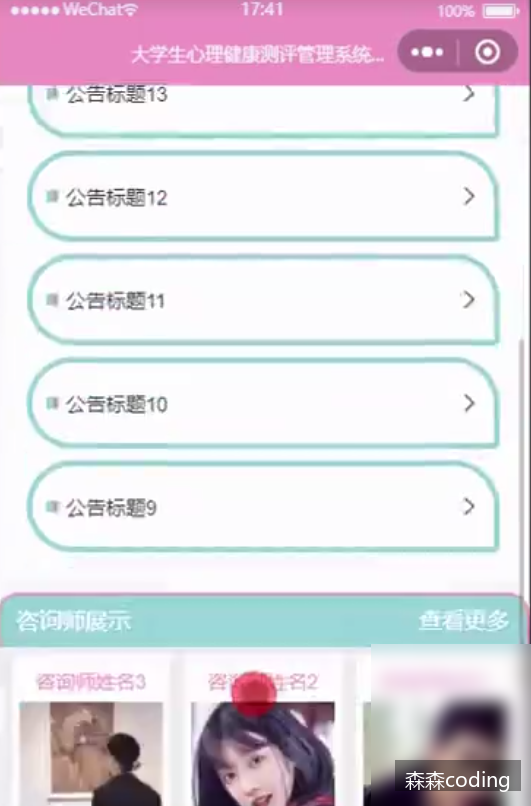 WeChat 17:41 100%
大学生心理健康测评管理系统...
公告标题13
公告标题12
公告标题11
公告标题10
公告标题9
咨询师展示 查看更多
咨询师姓名3 咨询 姓名2
森森coding